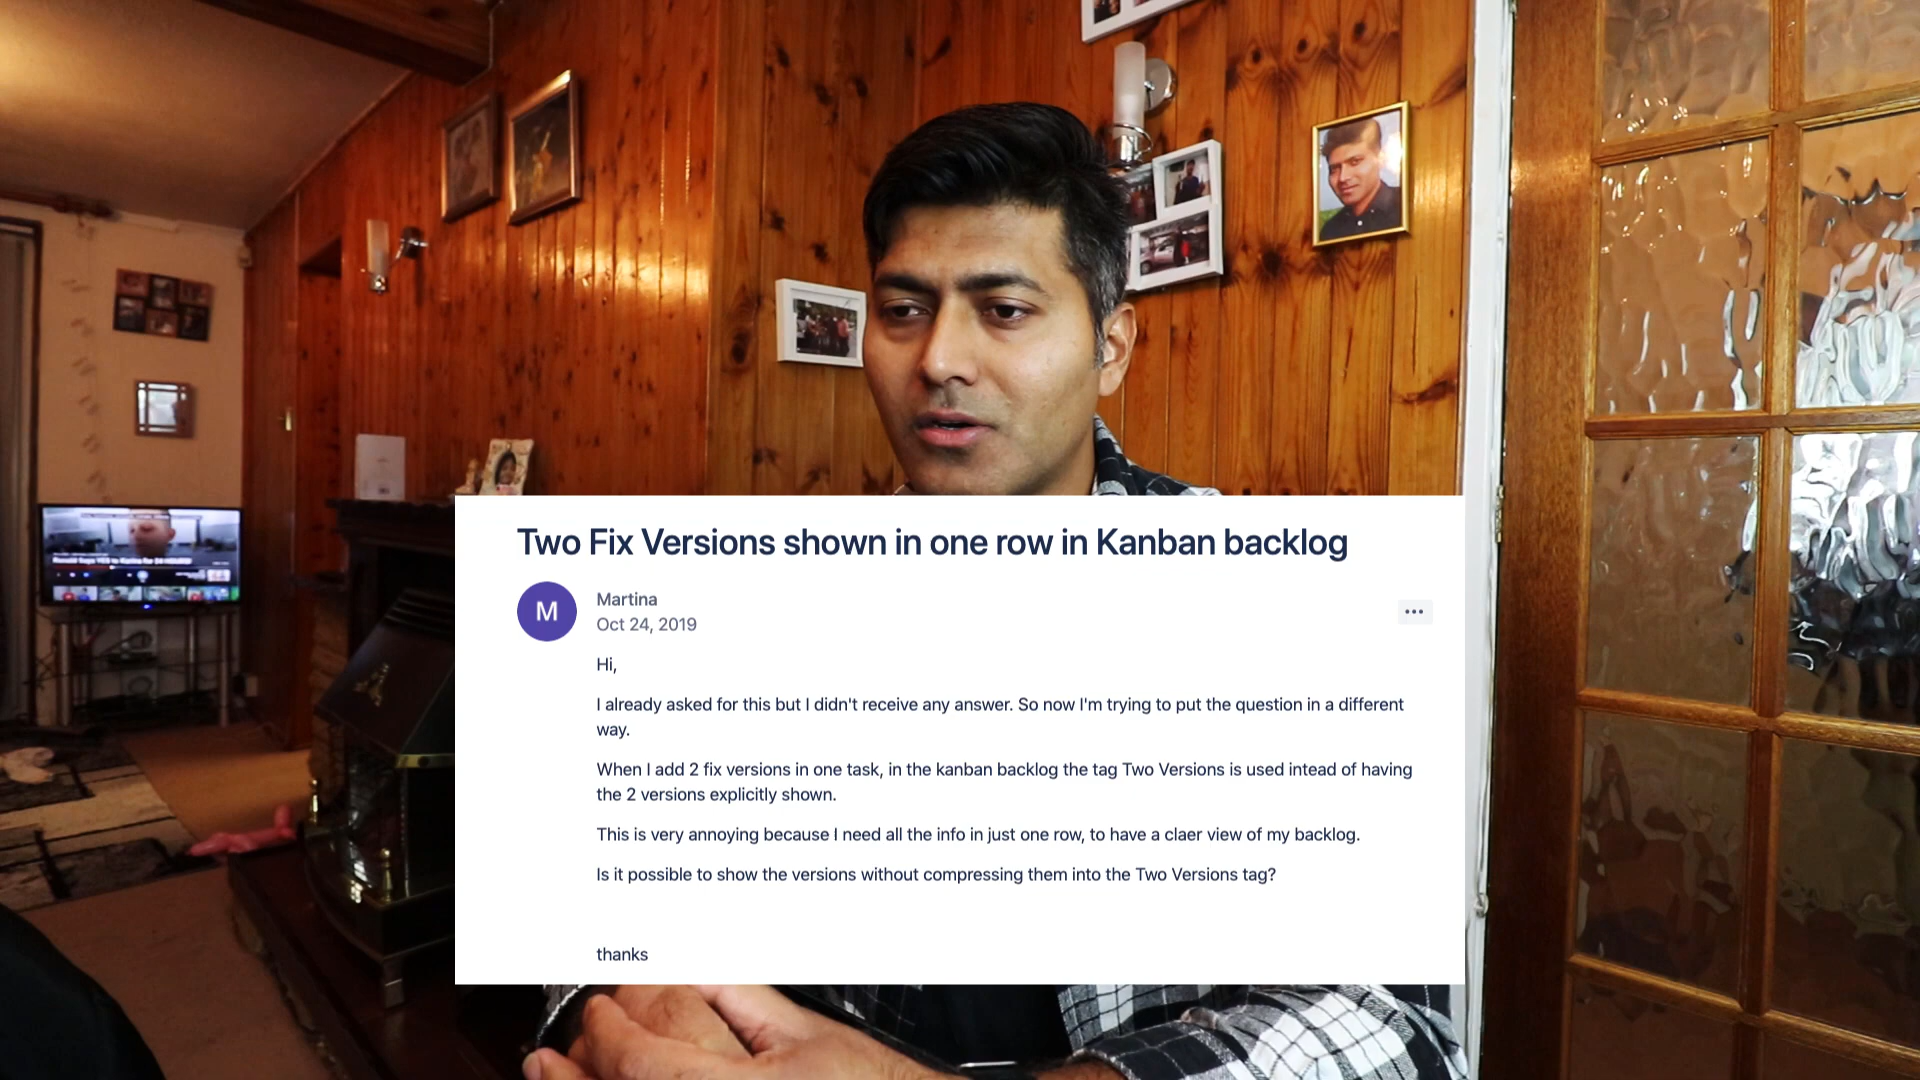 Two Fix Versions shown in one row in Kanban backlog
M
Martina
Oct 24, 2019
Hi,
I already asked for this but I didn't receive any answer. So now I'm trying to put the question in a different
way.
When I add 2 fix versions in one task, in the kanban backlog the tag Two Versions is used intead of having
the 2 versions explicitly shown.
This is very annoying because I need all the info in just one row, to have a claer view of my backlog.
Is it possible to show the versions without compressing them into the Two Versions tag?
thanks